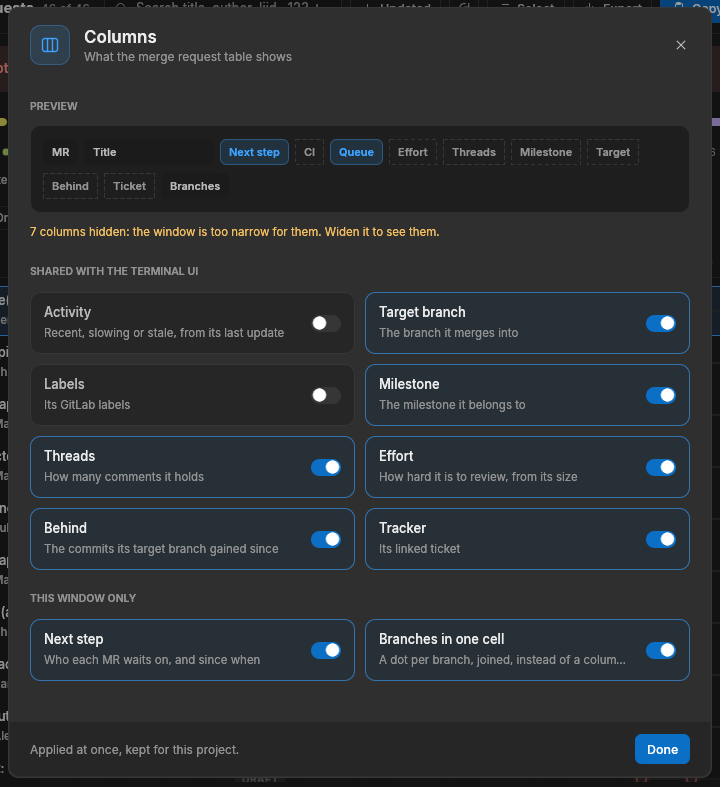 Columns
What the merge request table shows
PREVIEW
MR Title Next step CI Queue Effort Threads Milestone Target
Behind Ticket Branches
7 columns hidden: the window is too narrow for them. Widen it to see them.
SHARED WITH THE TERMINAL UI
Activity
Recent, slowing or stale, from its last update
Target branch
The branch it merges into
Labels
Its GitLab labels
Milestone
The milestone it belongs to
Threads
How many comments it holds
Effort
How hard it is to review, from its size
Behind
The commits its target branch gained since
Tracker
Its linked ticket
THIS WINDOW ONLY
Next step
Who each MR waits on, and since when
Branches in one cell
A dot per branch, joined, instead of a colum...
Applied at once, kept for this project.
Done
DRAFT